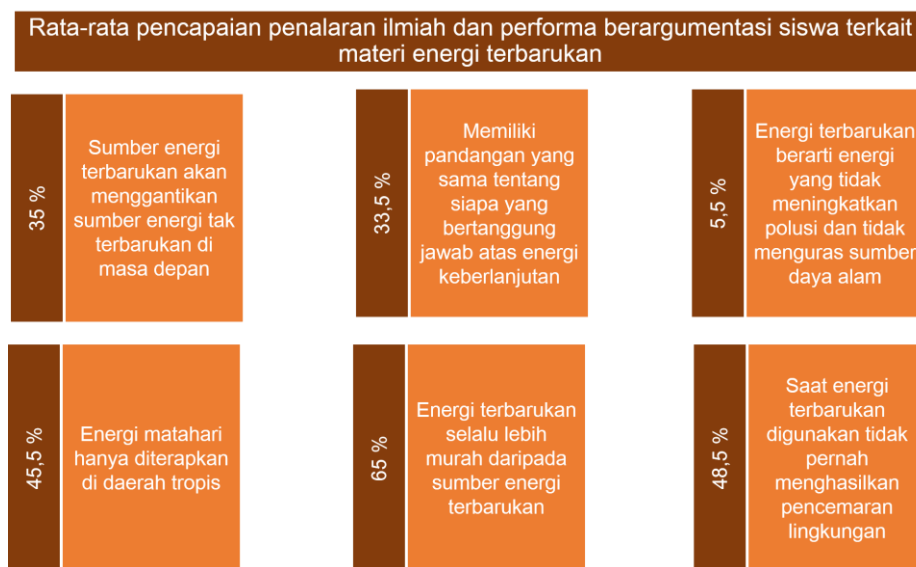 Rata-rata pencapaian penalaran ilmiah dan performa berargumentasi siswa terkait
materi energi terbarukan
35 %
Sumber energi
terbarukan akan
menggantikan
sumber energi tak
terbarukan di
masa depan
33,5 %
Memiliki
pandangan yang
sama tentang
siapa yang
bertanggung
jawab atas energi
keberlanjutan
5,5 %
Energi terbarukan
berarti energi
yang tidak
meningkatkan
polusi dan tidak
menguras sumber
daya alam
45,5 %
Energi matahari
hanya diterapkan
di daerah tropis
65 %
Energi terbarukan
selalu lebih
murah daripada
sumber energi
terbarukan
48,5 %
Saat energi
terbarukan
digunakan tidak
pernah
menghasilkan
pencemaran
lingkungan